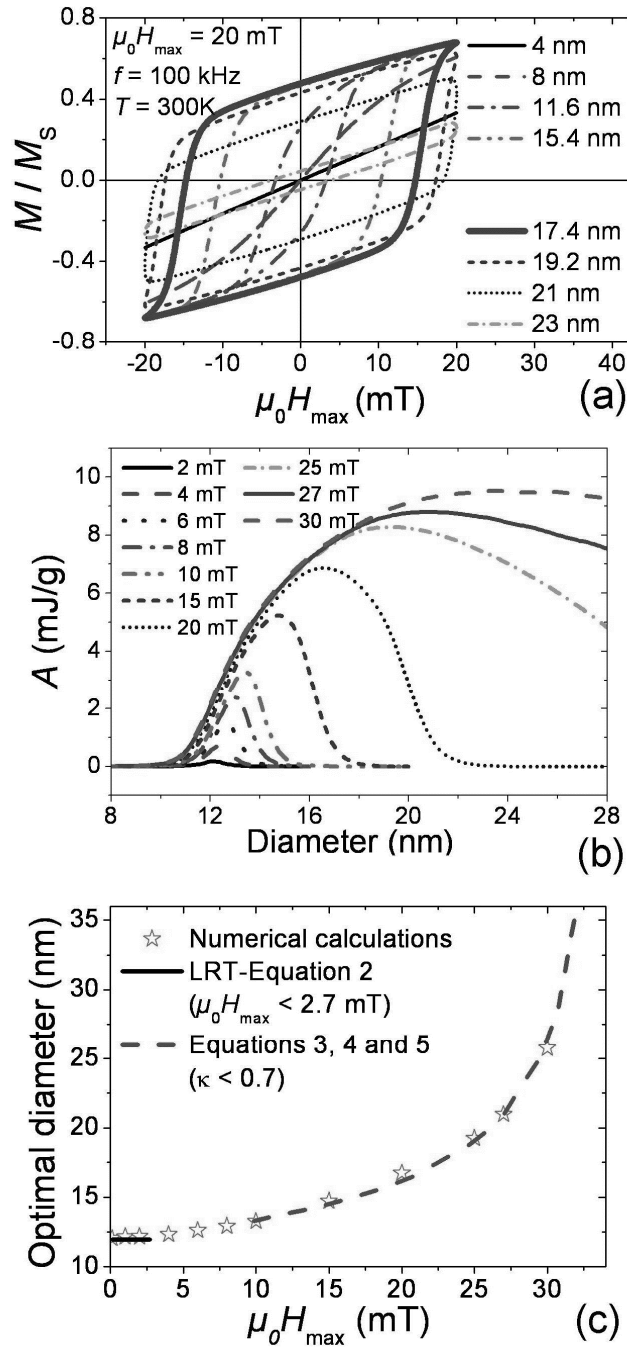 0.8
0.4
0.0
-0.4
-0.8
M / M_S
μ₀H_max = 20 mT
f = 100 kHz
T = 300K
4 nm
8 nm
11.6 nm
15.4 nm
17.4 nm
19.2 nm
21 nm
23 nm
-20 -10 0 10 20 30 40
μ₀H_max (mT)
(a)
10
8
6
4
2
0
A (mJ/g)
2 mT
4 mT
6 mT
8 mT
10 mT
15 mT
20 mT
25 mT
27 mT
30 mT
8 12 16 20 24 28
Diameter (nm)
(b)
35
30
25
20
15
10
Optimal diameter (nm)
Numerical calculations
LRT-Equation 2
(μ₀H_max < 2.7 mT)
Equations 3, 4 and 5
(κ < 0.7)
0 5 10 15 20 25 30
μ₀H_max (mT)
(c)